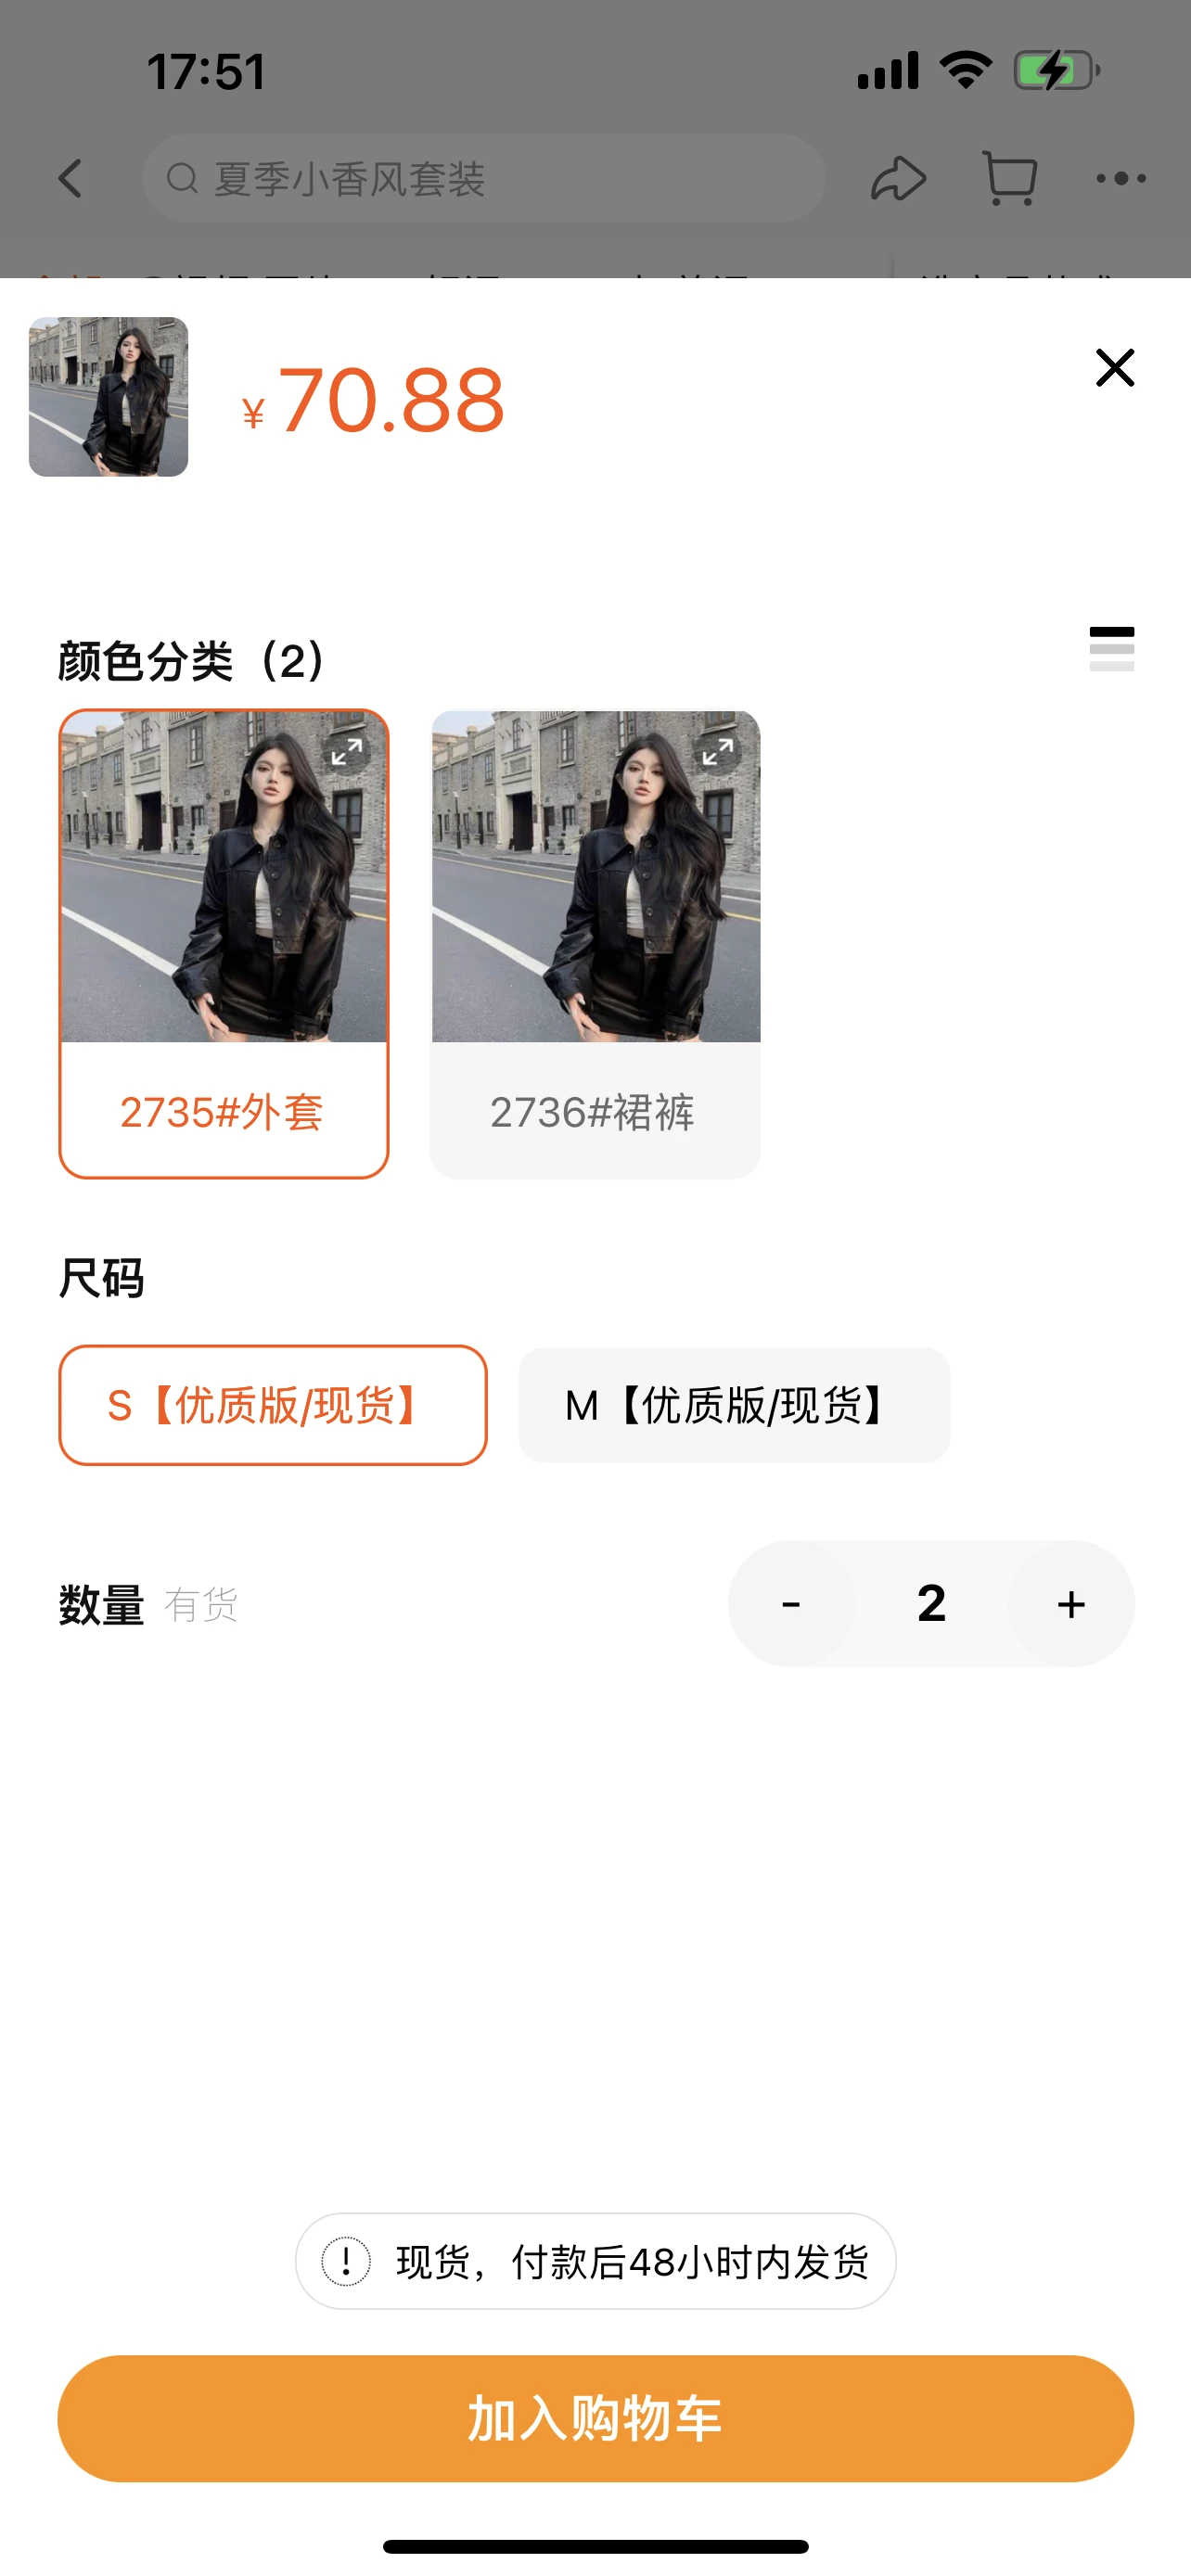 17:51
夏季小香风套装
¥70.88
颜色分类（2）
2735#外套
2736#裙裤
尺码
S【优质版/现货】
M【优质版/现货】
数量 有货
- 2 +
现货，付款后48小时内发货
加入购物车